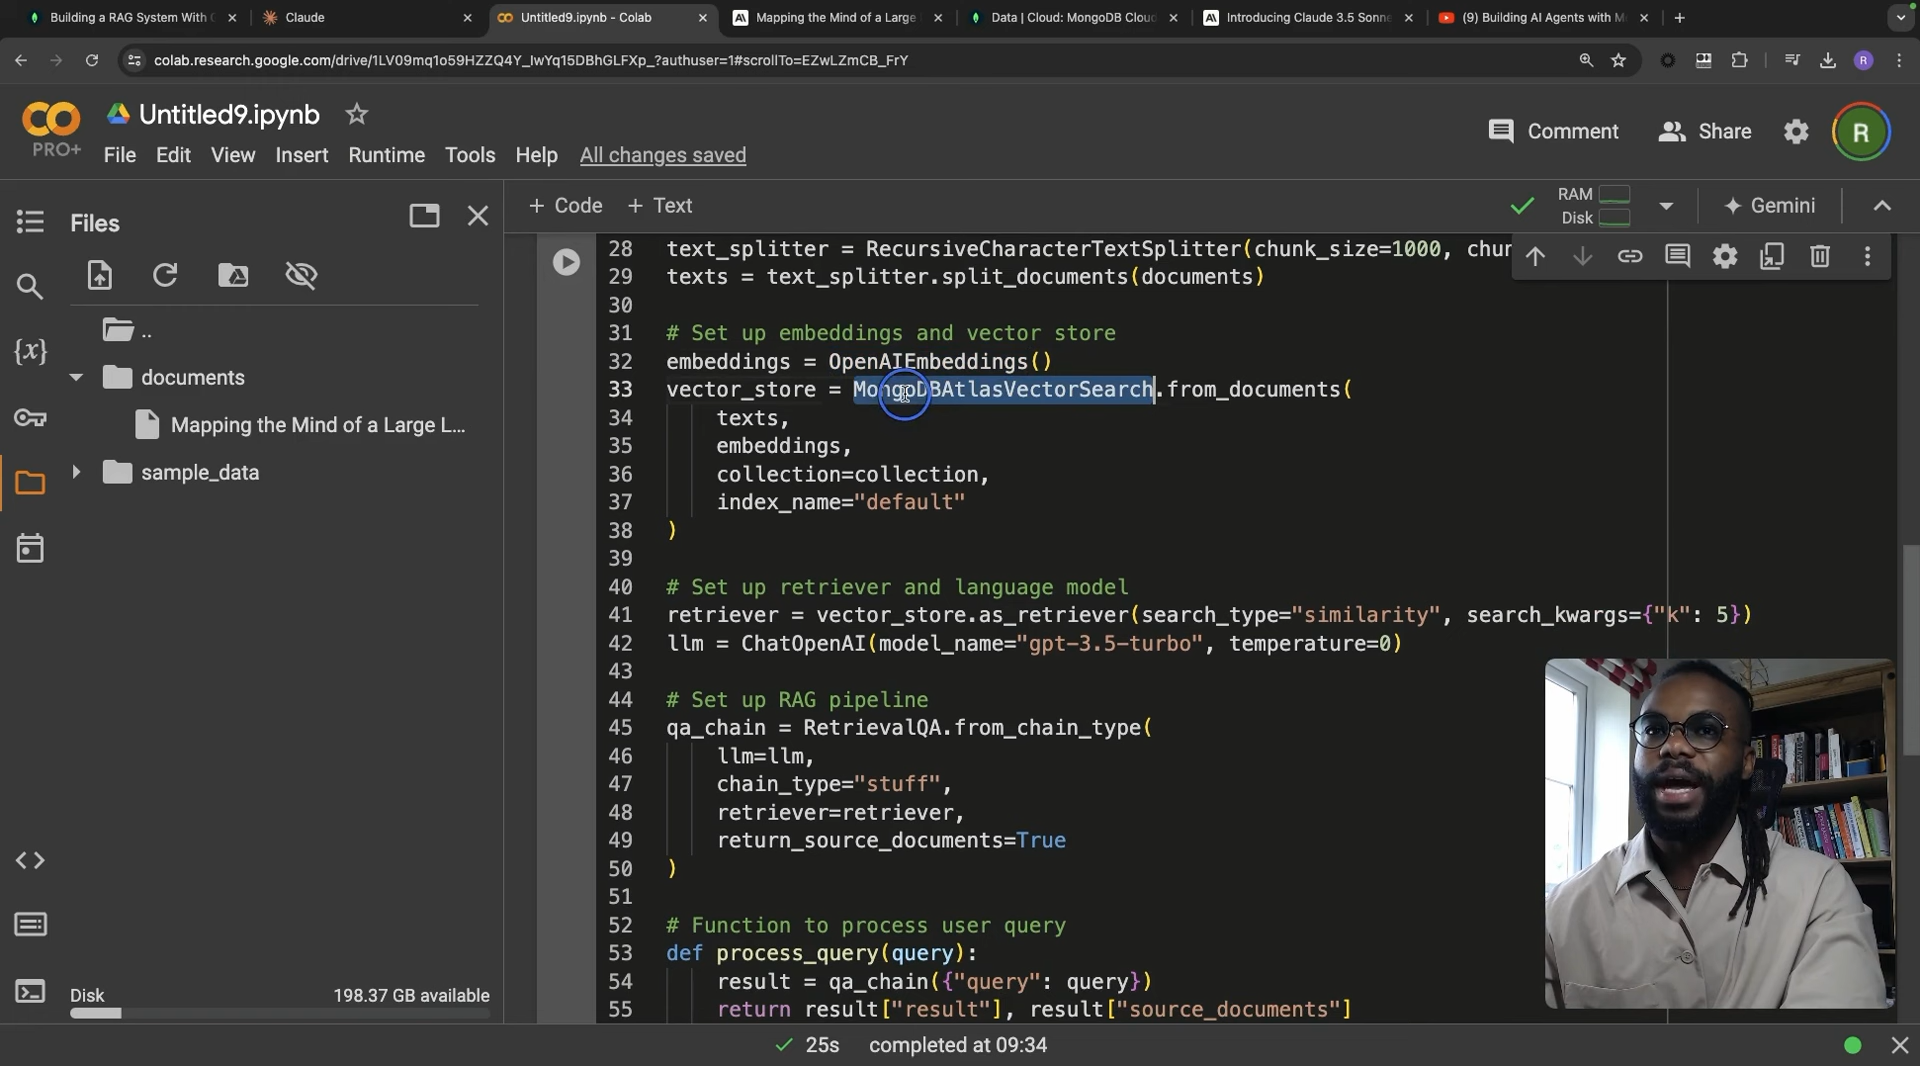 Building a RAG System With
Claude
Untitled9.ipynb - Colab
Mapping the Mind of a Large
Data | Cloud: MongoDB Cloud
Introducing Claude 3.5 Sonne
(9) Building AI Agents with M
colab.research.google.com/drive/1LV09mq1o59HZZQ4Y_IwYq15DBhGLFXp_?authuser=1#scrollTo=EZwLZmCB_FrY
R
CO
PRO+
Untitled9.ipynb
File Edit View Insert Runtime Tools Help All changes saved
Comment
Share
R
Files
+ Code + Text
RAM
Disk
Gemini
..
documents
Mapping the Mind of a Large L...
sample_data
{x}
Disk
198.37 GB available
28 text_splitter = RecursiveCharacterTextSplitter(chunk_size=1000, chun
29 texts = text_splitter.split_documents(documents)
30
31 # Set up embeddings and vector store
32 embeddings = OpenAIEmbeddings()
33 vector_store = MongoDBAtlasVectorSearch.from_documents(
34 texts,
35 embeddings,
36 collection=collection,
37 index_name="default"
38 )
39
40 # Set up retriever and language model
41 retriever = vector_store.as_retriever(search_type="similarity", search_kwargs={"k": 5})
42 llm = ChatOpenAI(model_name="gpt-3.5-turbo", temperature=0)
43
44 # Set up RAG pipeline
45 qa_chain = RetrievalQA.from_chain_type(
46 llm=llm,
47 chain_type="stuff",
48 retriever=retriever,
49 return_source_documents=True
50 )
51
52 # Function to process user query
53 def process_query(query):
54 result = qa_chain({"query": query})
55 return result["result"], result["source_documents"]
25s completed at 09:34